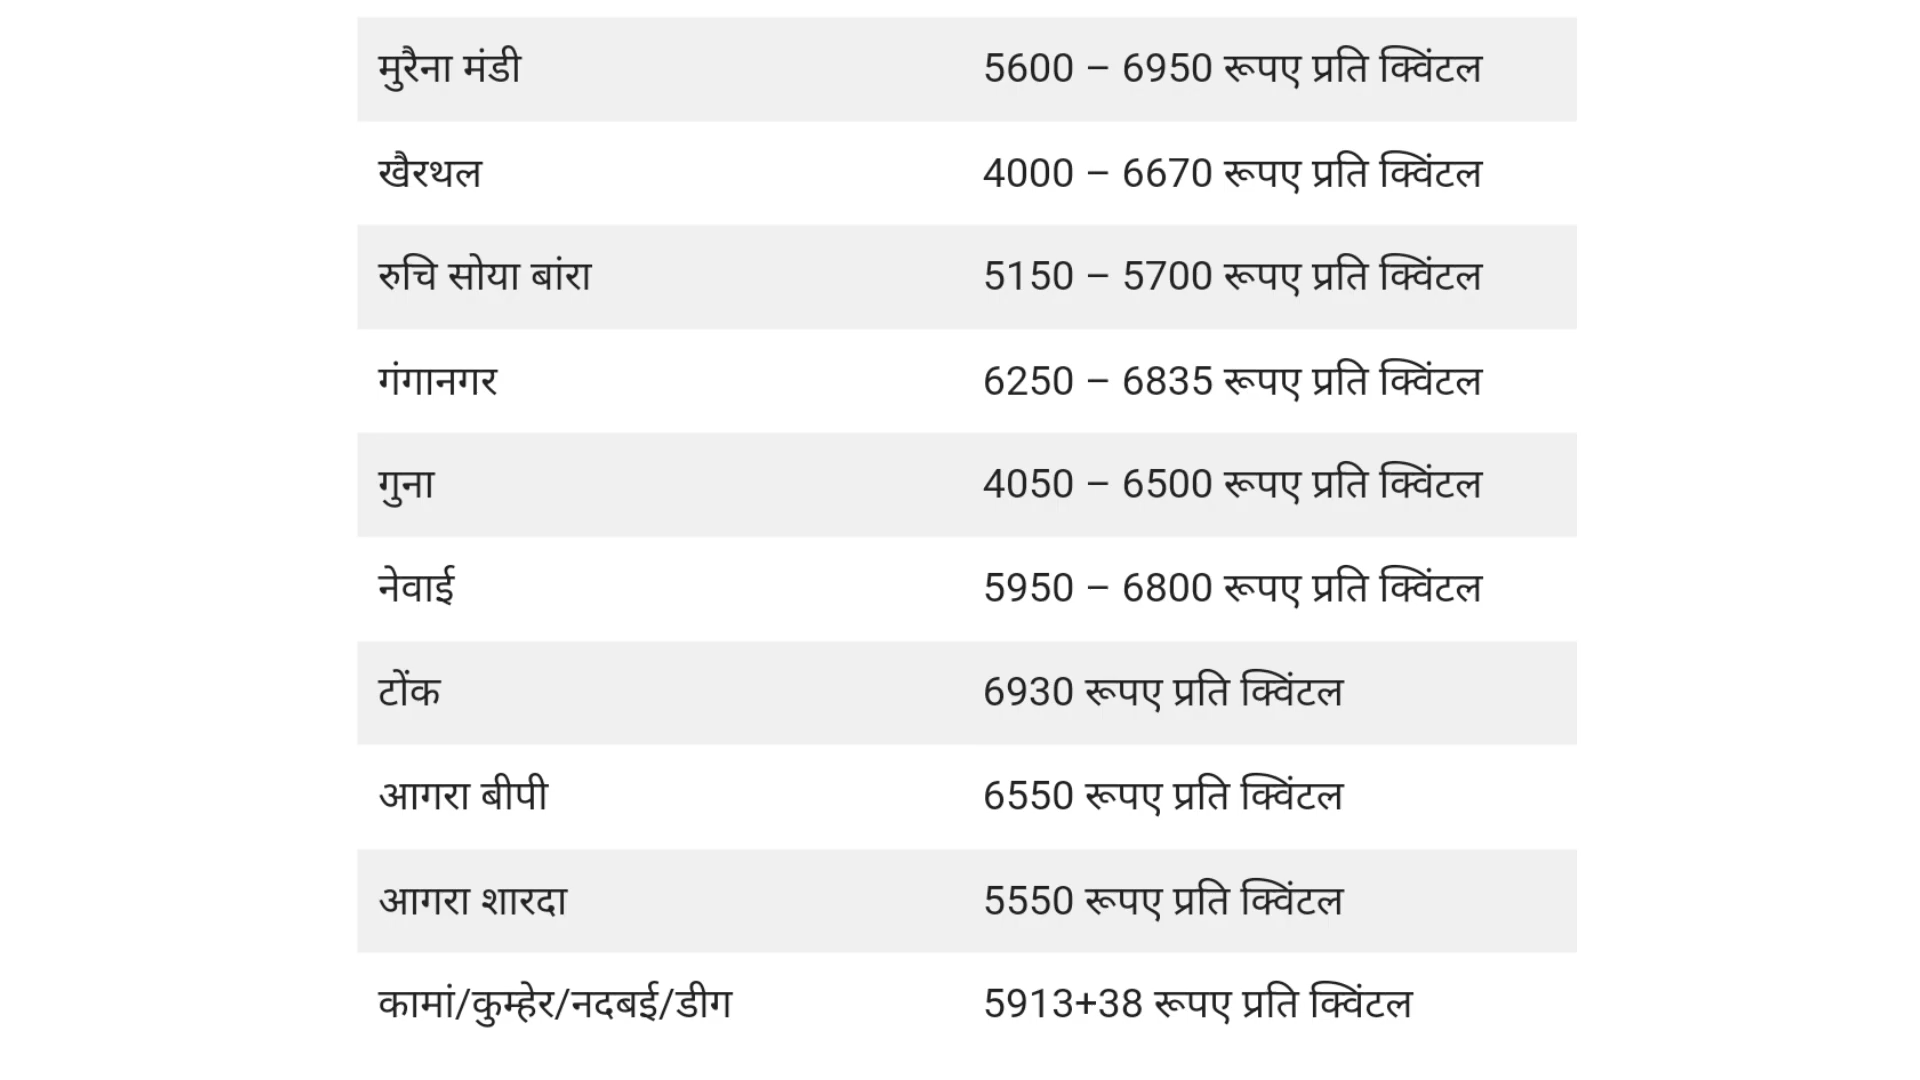 मुरैना मंडी 5600 – 6950 रूपए प्रति क्विंटल
खैरथल 4000 – 6670 रूपए प्रति क्विंटल
रुचि सोया बांरा 5150 – 5700 रूपए प्रति क्विंटल
गंगानगर 6250 – 6835 रूपए प्रति क्विंटल
गुना 4050 – 6500 रूपए प्रति क्विंटल
नेवाई 5950 – 6800 रूपए प्रति क्विंटल
टोंक 6930 रूपए प्रति क्विंटल
आगरा बीपी 6550 रूपए प्रति क्विंटल
आगरा शारदा 5550 रूपए प्रति क्विंटल
कामां/कुम्हेर/नदबई/डीग 5913+38 रूपए प्रति क्विंटल